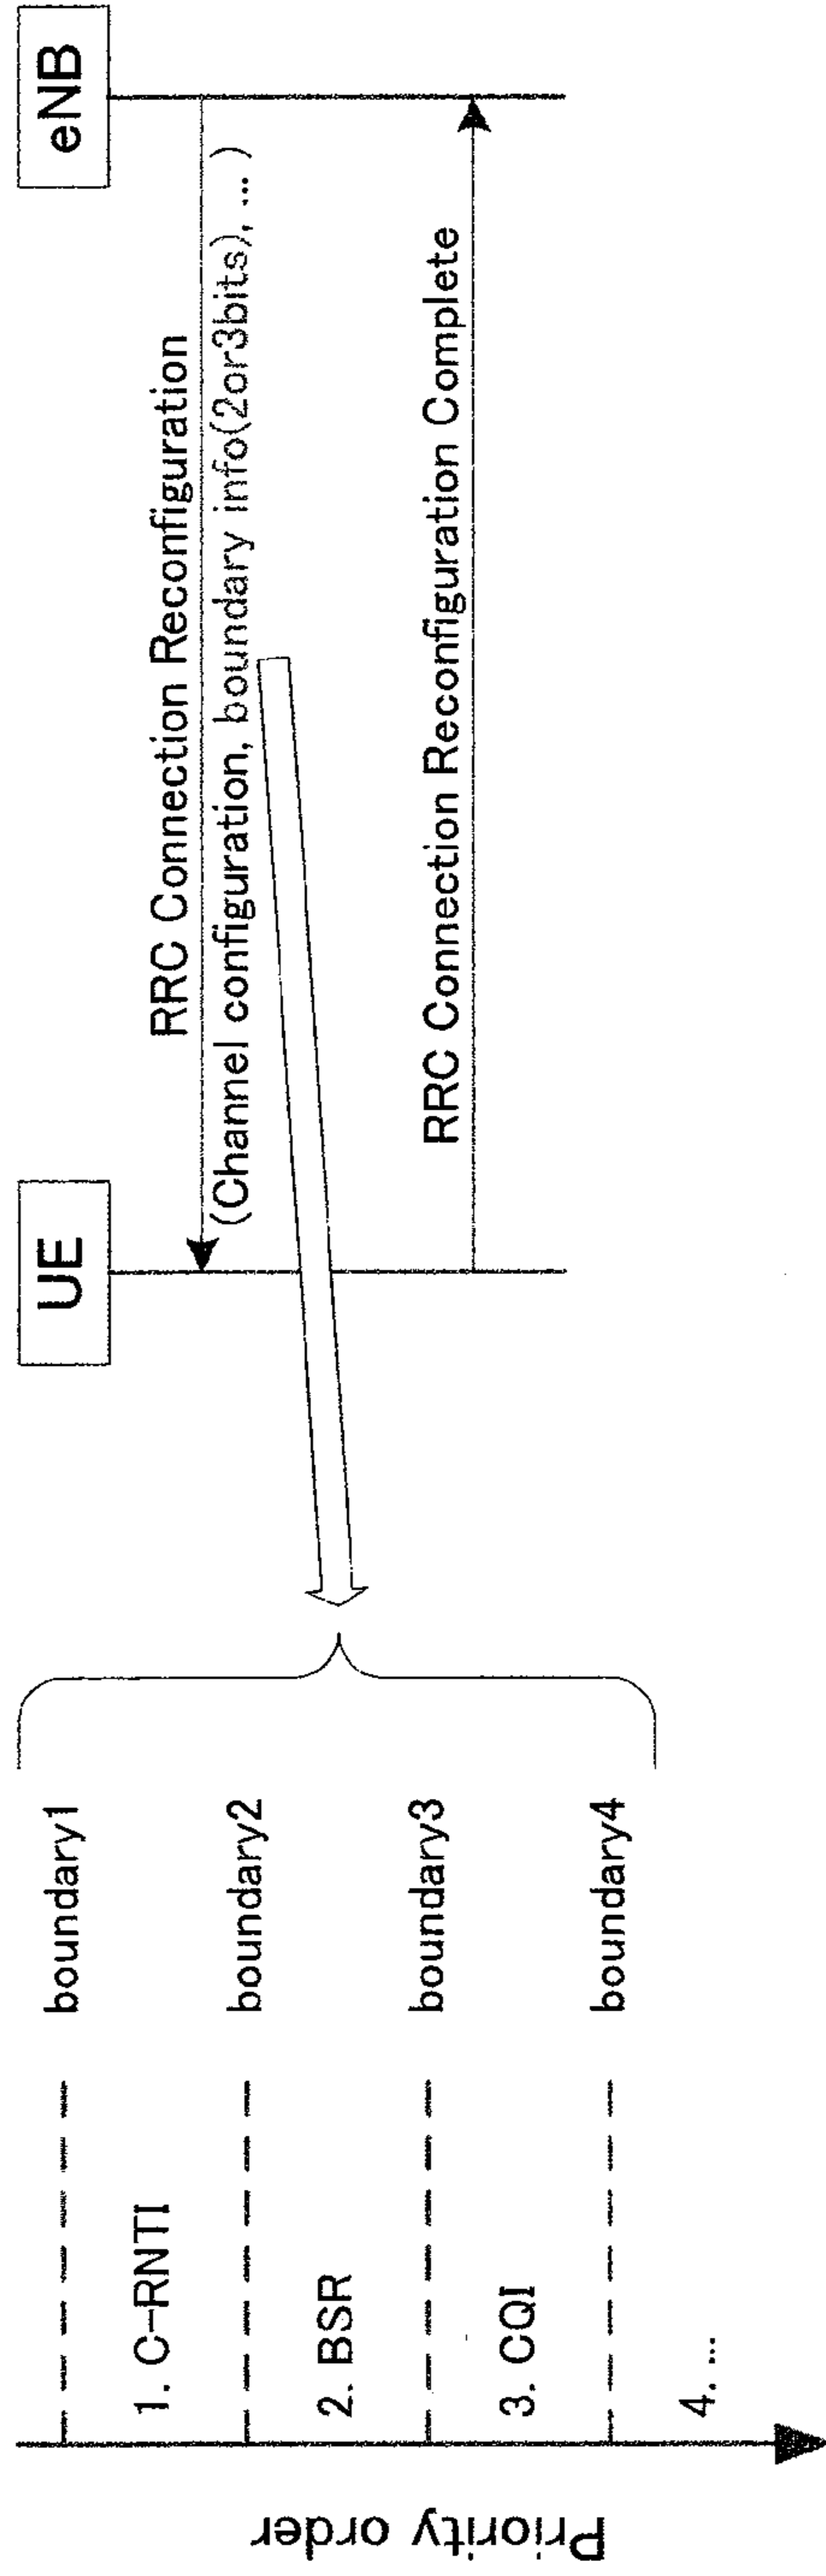 Priority order
1. C-RNTI
2. BSR
3. CQI
4. ...
boundary1
boundary2
boundary3
boundary4
UE
eNB
RRC Connection Reconfiguration
(Channel configuration, boundary info(2or3bits), ... )
RRC Connection Reconfiguration Complete